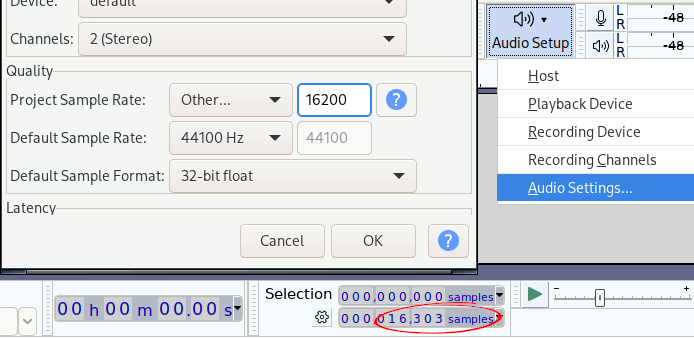 Device: default
Channels: 2 (Stereo)
Quality
Project Sample Rate: Other... 16200 ?
Default Sample Rate: 44100 Hz 44100
Default Sample Format: 32-bit float
Latency
Cancel OK ?
Audio Setup
L
R -48
L
R -48
Host
Playback Device
Recording Device
Recording Channels
Audio Settings...
00 h 00 m 00.00 s
Selection 000,000,000 samples
000,016,303 samples
- +